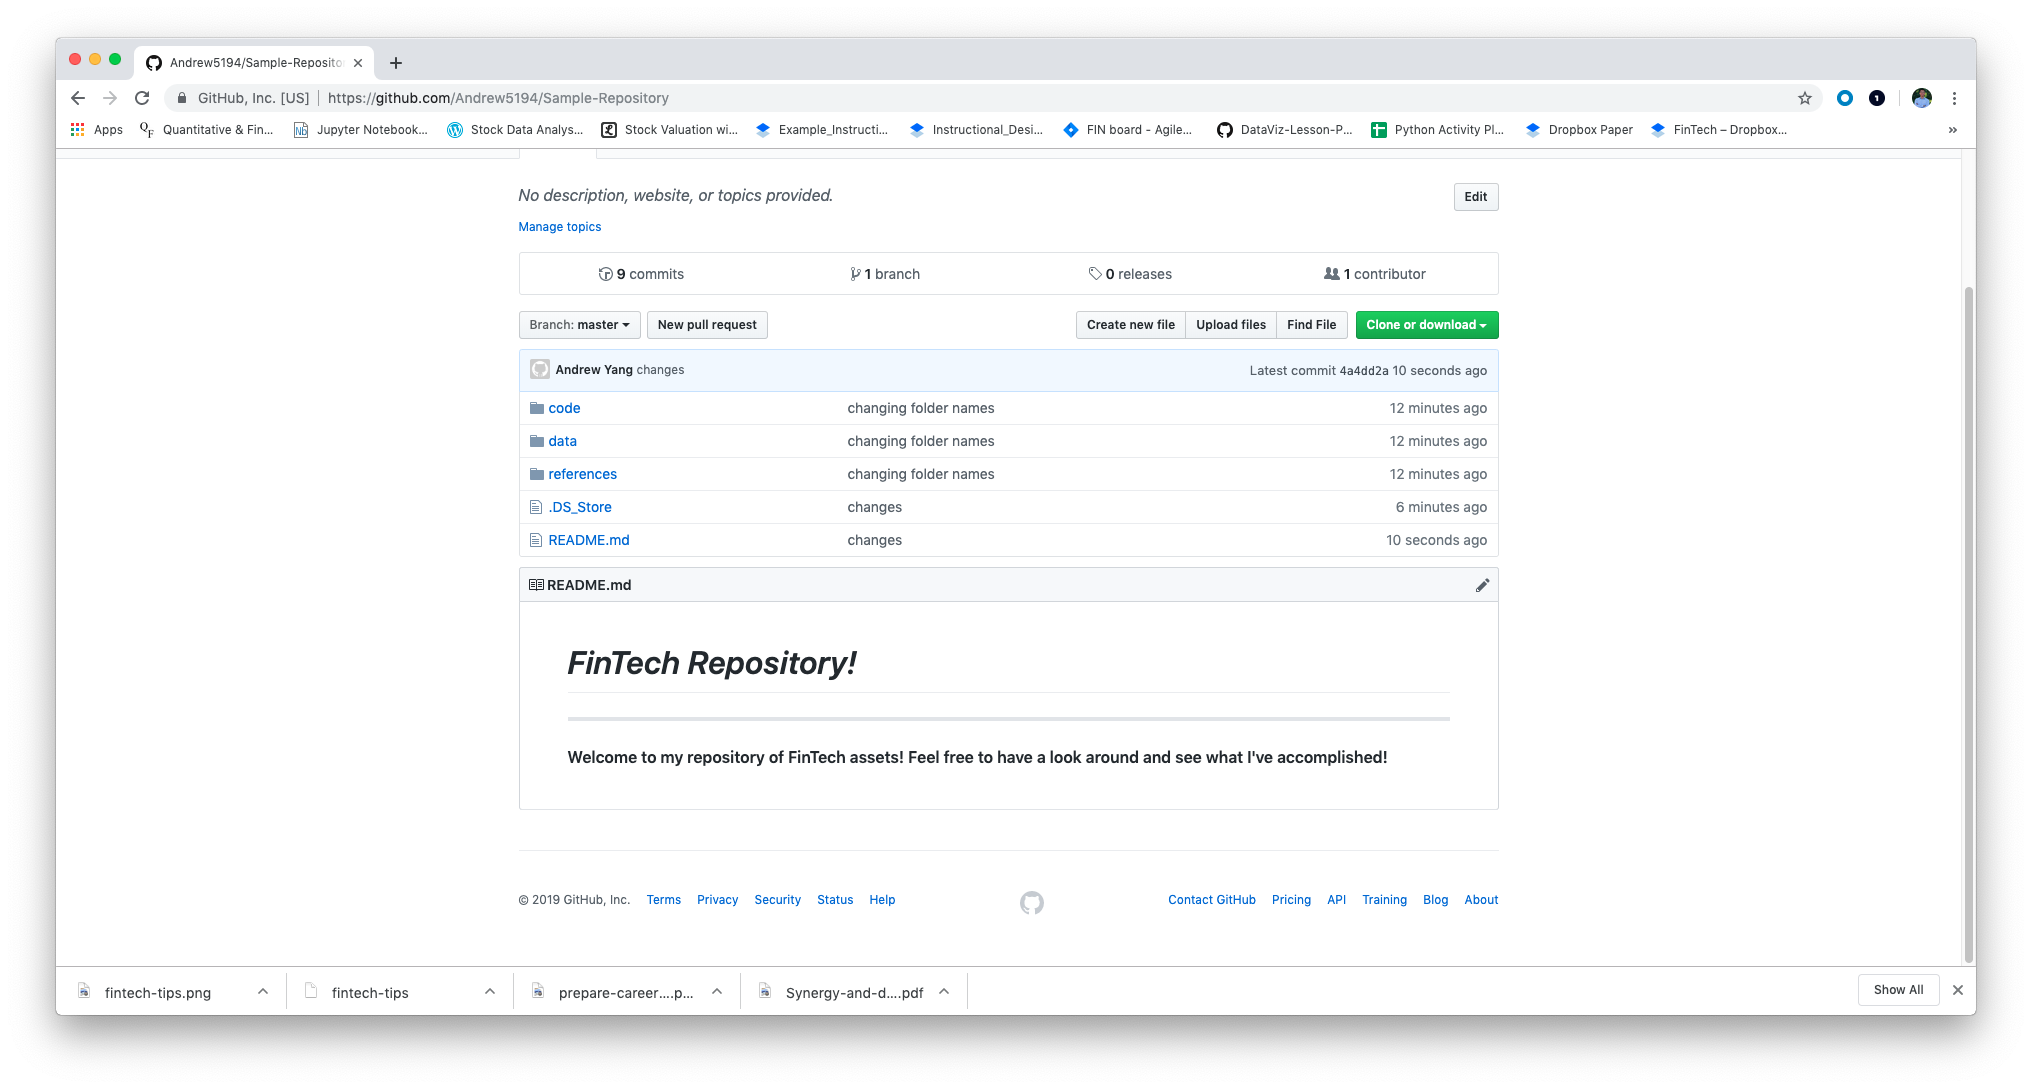 Andrew5194/Sample-Reposito
GitHub, Inc. [US] https://github.com/Andrew5194/Sample-Repository
Apps Quantitative & Fin... Jupyter Notebook... Stock Data Analys... Stock Valuation wi... Example_Instructi... Instructional_Desi... FIN board - Agile... DataViz-Lesson-P... Python Activity Pl... Dropbox Paper FinTech – Dropbox... »
No description, website, or topics provided. Edit
Manage topics
9 commits 1 branch 0 releases 1 contributor
Branch: master New pull request Create new file Upload files Find File Clone or download
Andrew Yang changes Latest commit 4a4dd2a 10 seconds ago
code changing folder names 12 minutes ago
data changing folder names 12 minutes ago
references changing folder names 12 minutes ago
.DS_Store changes 6 minutes ago
README.md changes 10 seconds ago
README.md
FinTech Repository!
Welcome to my repository of FinTech assets! Feel free to have a look around and see what I've accomplished!
© 2019 GitHub, Inc. Terms Privacy Security Status Help Contact GitHub Pricing API Training Blog About
fintech-tips.png fintech-tips prepare-career....p... Synergy-and-d....pdf Show All